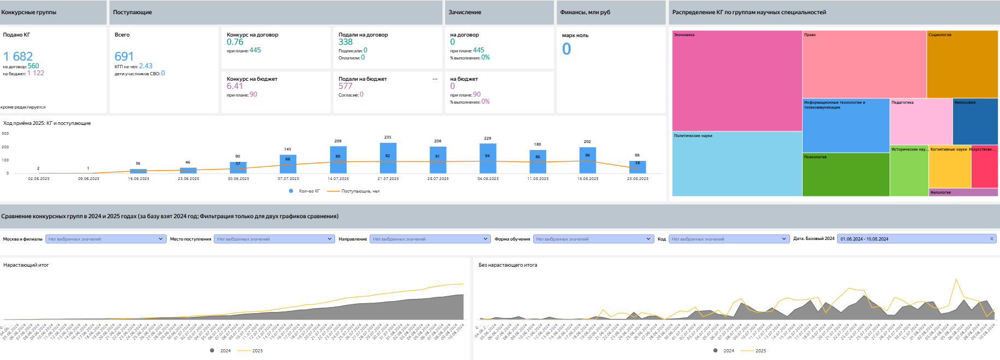 Конкурсные группы
Поступающие
Зачисление
Финансы, млн руб
Распределение КГ по группам научных специальностей
Подано КГ
1 682
на договор: 560
на бюджет: 1 122
кроме редактируется
Всего
691
КГП на чел: 2.43
дети участников СВО: 0
Конкурс на договор
0.76
при плане: 445
Подали на договор
338
Подписали: 0
Оплатили: 0
на договор
0
при плане: 445
% выполнения: 0%
марк ноль
0
Конкурс на бюджет
6.41
при плане: 90
Подали на бюджет
577
Согласие: 0
на бюджет
0
при плане: 90
% выполнения: 0%
Экономика
Право
Социология
Информационные технологии и
телекоммуникации
Педагогика
Философия
Политические науки
Психология
Исторические нау...
Когнитивные науки
Искусствове...
Филология
Ход приёма 2025: КГ и поступающие
300
200
100
0
2 1 36 46 90 145 209 235 208 229 180 202 99
37 66 89 92 91 94 86 96 38
02.06.2025 09.06.2025 16.06.2025 23.06.2025 30.06.2025 07.07.2025 14.07.2025 21.07.2025 28.07.2025 04.08.2025 11.08.2025 18.08.2025 25.08.2025
Кол-во КГ Поступающие, чел
Сравнение конкурсных групп в 2024 и 2025 годах (за базу взят 2024 год; Фильтрация только для двух графиков сравнения)
Москва и филиалы Нет выбранных значений Место поступления Нет выбранных значений Направление Нет выбранных значений Форма обучения Нет выбранных значений Код Нет выбранных значений Дата. Базовый 2024 01.06.2024 - 10.08.2024
Нарастающий итог
2024 2025
Без нарастающего итога
2024 2025